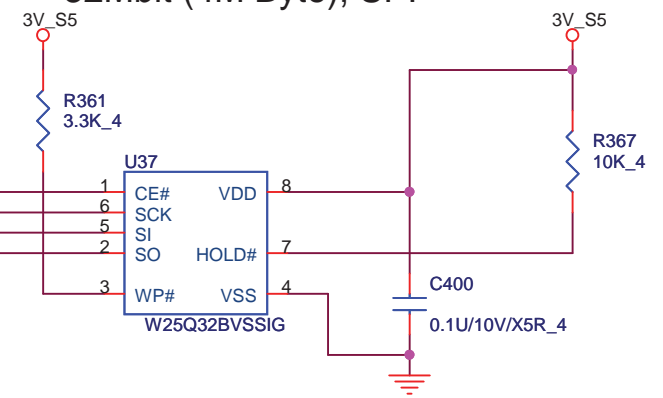 3V_S5
3V_S5
R361
3.3K_4
R367
10K_4
U37
1 CE# VDD 8
6 SCK
5 SI
2 SO HOLD# 7
3 WP# VSS 4
W25Q32BVSSIG
C400
0.1U/10V/X5R_4